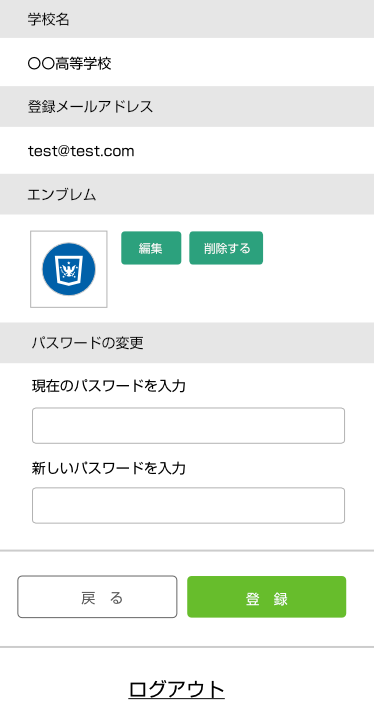 学校名
〇〇高等学校
登録メールアドレス
test@test.com
エンブレム
編集 削除する
パスワードの変更
現在のパスワードを入力
新しいパスワードを入力
戻　る 登　録
ログアウト